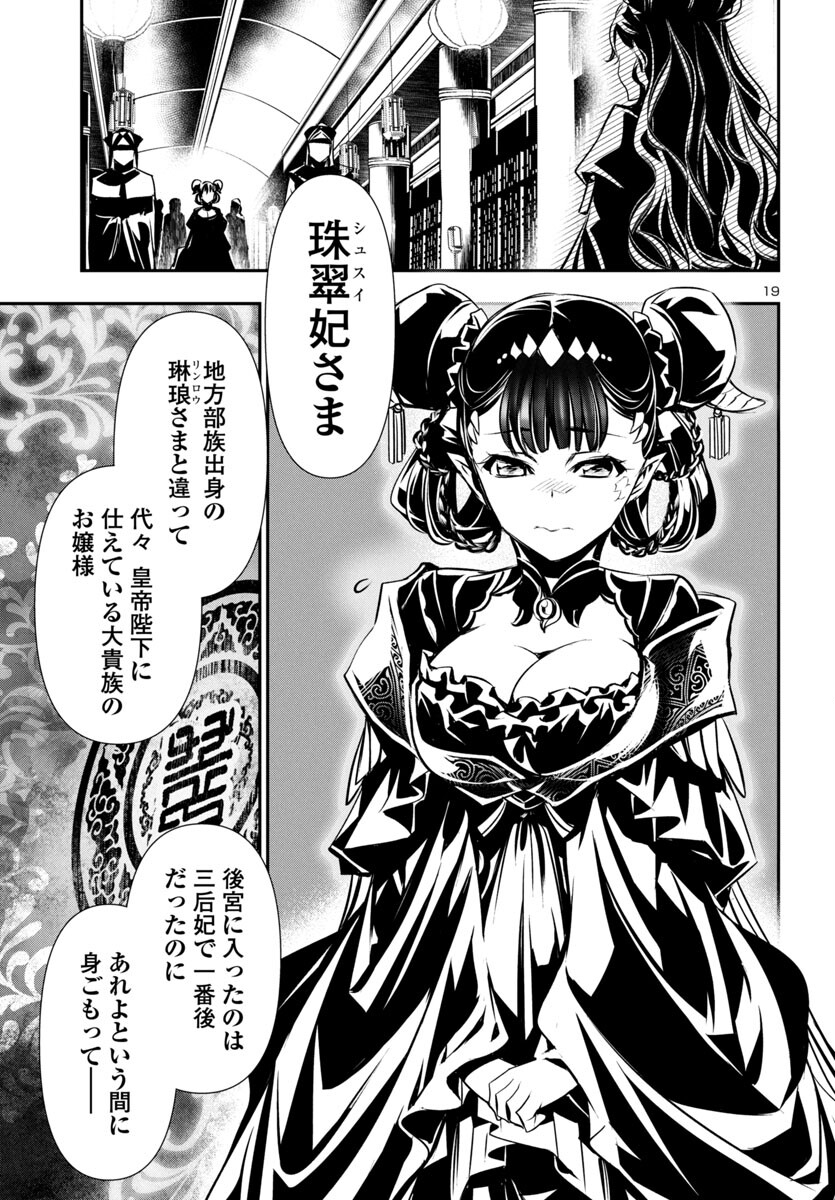 19
シュスイ
珠翠妃さま
地方部族出身の
リンロウ
琳琅さまと違って
代々 皇帝陛下に
仕えている大貴族の
お嬢様
後宮に入ったのは
三后妃で一番後
だったのに
あれよという間に
身ごもって──